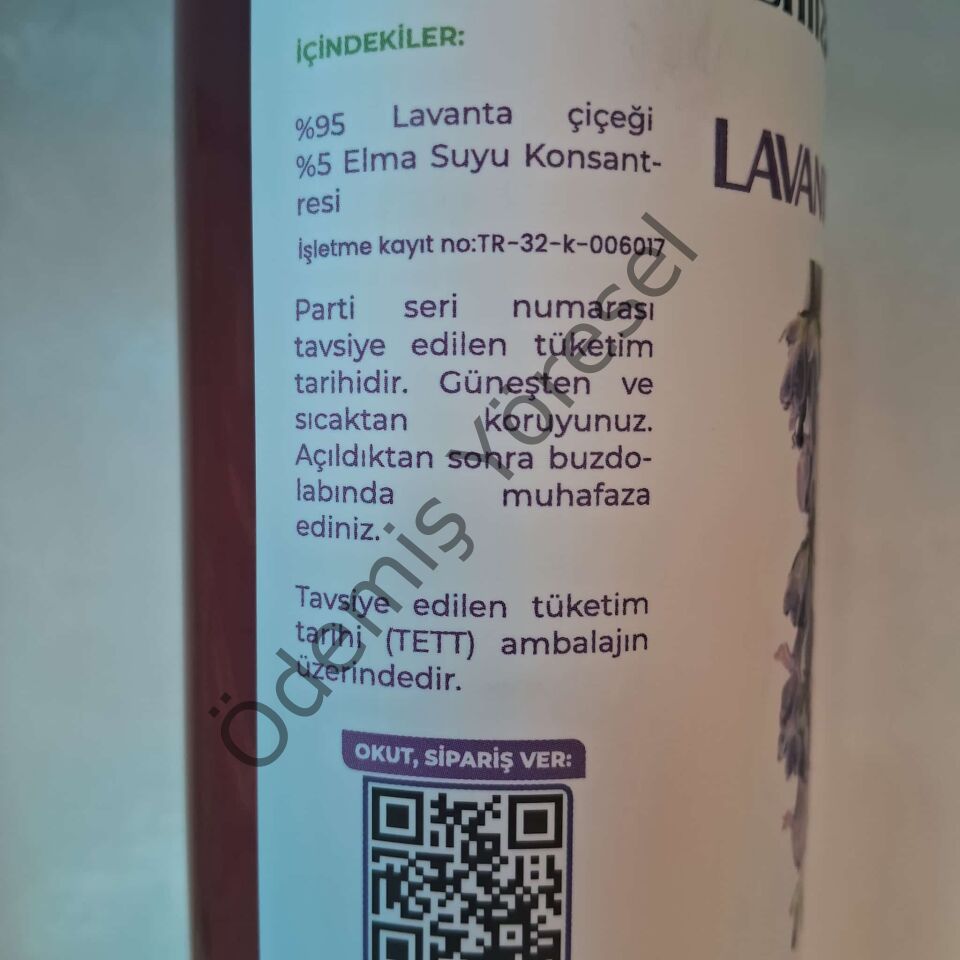 İÇİNDEKİLER:
%95 Lavanta çiçeği
%5 Elma Suyu Konsant-
resi
İşletme kayıt no:TR-32-k-006017
Parti seri numarası
tavsiye edilen tüketim
tarihidir. Güneşten ve
sıcaktan koruyunuz.
Açıldıktan sonra buzdo-
labında muhafaza
ediniz.
Tavsiye edilen tüketim
tarihi (TETT) ambalajın
üzerindedir.
OKUT, SİPARİŞ VER:
LAVAN
Ödemiş Yöresel